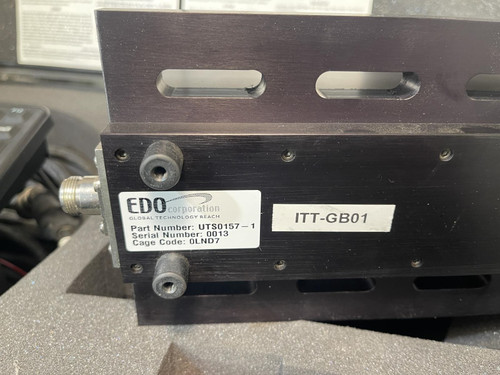 EDO corporation
GLOBAL TECHNOLOGY REACH
Part Number: UTS0157-1
Serial Number: 0013
Cage Code: 0LND7
ITT-GB01